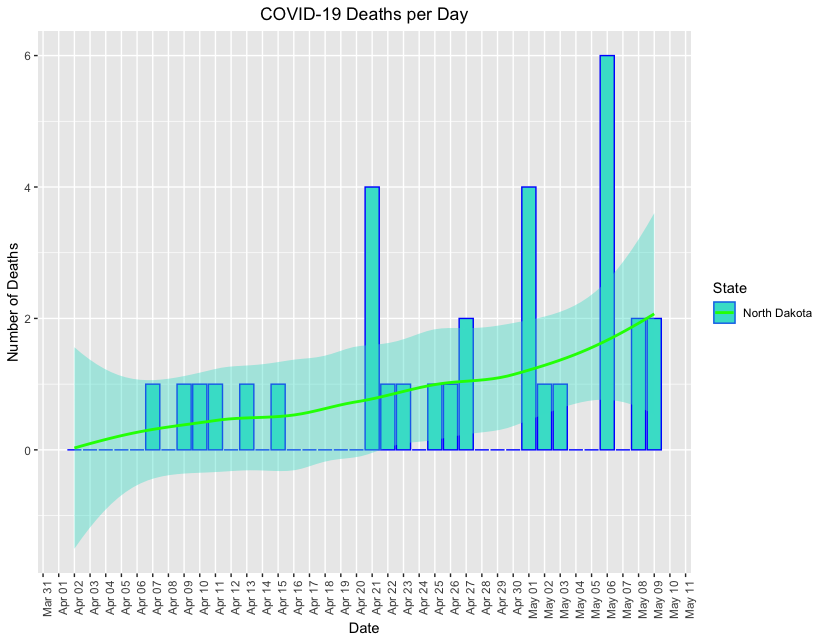 COVID-19 Deaths per Day
Number of Deaths
6
4
2
0
Mar 31
Apr 01
Apr 02
Apr 03
Apr 04
Apr 05
Apr 06
Apr 07
Apr 08
Apr 09
Apr 10
Apr 11
Apr 12
Apr 13
Apr 14
Apr 15
Apr 16
Apr 17
Apr 18
Apr 19
Apr 20
Apr 21
Apr 22
Apr 23
Apr 24
Apr 25
Apr 26
Apr 27
Apr 28
Apr 29
Apr 30
May 01
May 02
May 03
May 04
May 05
May 06
May 07
May 08
May 09
May 10
May 11
Date
State
North Dakota